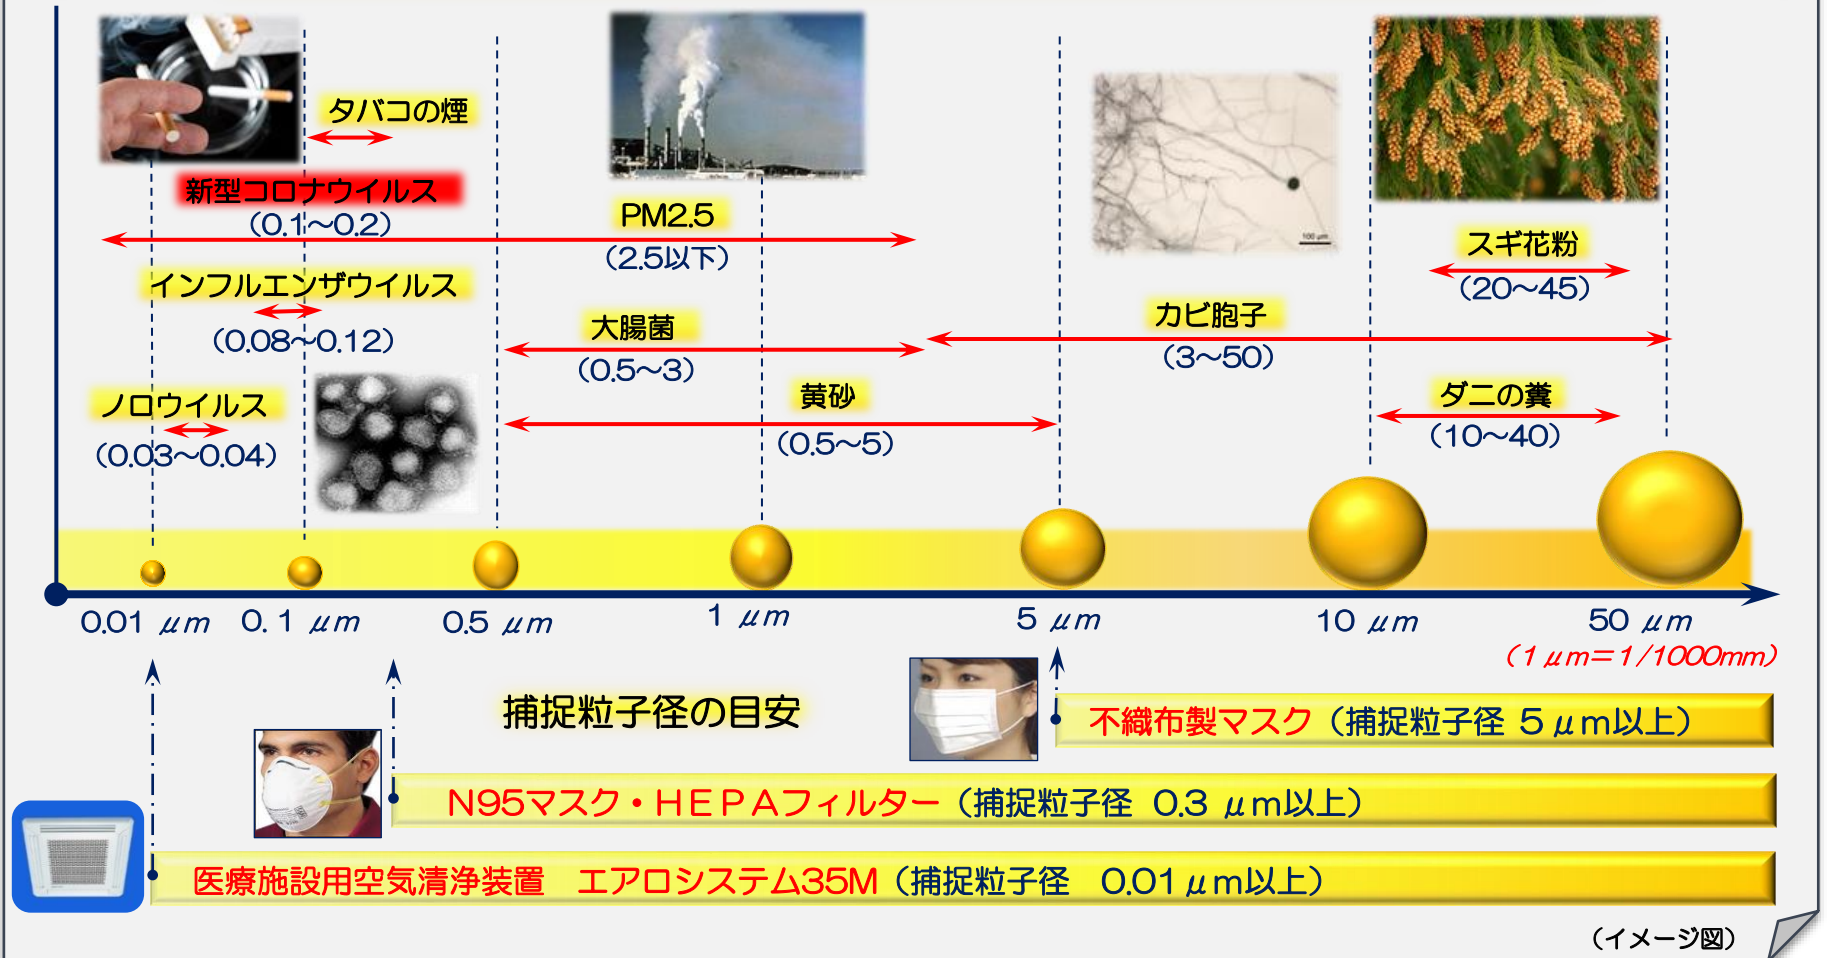 タバコの煙
新型コロナウイルス
（0.1～0.2）
PM2.5
（2.5以下）
100 μm
スギ花粉
（20～45）
インフルエンザウイルス
（0.08～0.12）
大腸菌
（0.5～3）
カビ胞子
（3～50）
ノロウイルス
（0.03～0.04）
黄砂
（0.5～5）
ダニの糞
（10～40）
0.01 μm
0.1 μm
0.5 μm
1 μm
5 μm
10 μm
50 μm
（1μm＝1/1000mm）
捕捉粒子径の目安
不織布製マスク（捕捉粒子径 5μm以上）
N95マスク・ＨＥＰＡフィルター（捕捉粒子径 0.3 μm以上）
医療施設用空気清浄装置　エアロシステム35M（捕捉粒子径　0.01μm以上）
（イメージ図）